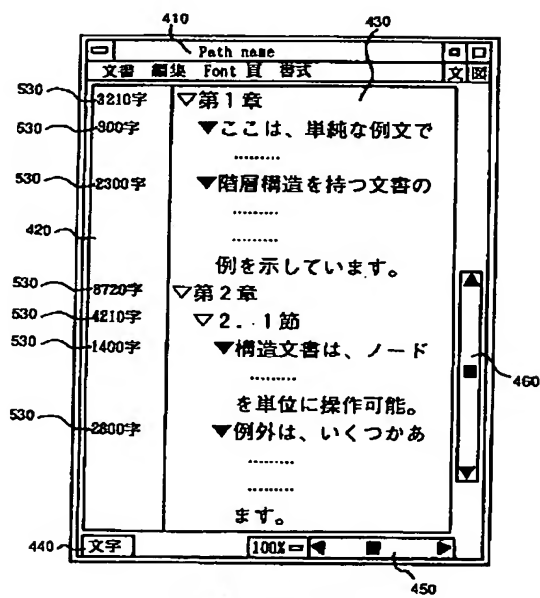 410
430
Path name
文書 編集 Font 頁 書式 文 図
530 3210字 ▽第1章
530 900字 ▼ここは、単純な例文で
.........
530 2300字 ▼階層構造を持つ文書の
.........
420
.........
例を示しています。
530 8720字 ▽第2章
530 4210字 ▽2.1節
530 1400字 ▼構造文書は、ノード
460
.........
を単位に操作可能。
530 2800字 ▼例外は、いくつかあ
.........
.........
ます。
440 文字 100%
450